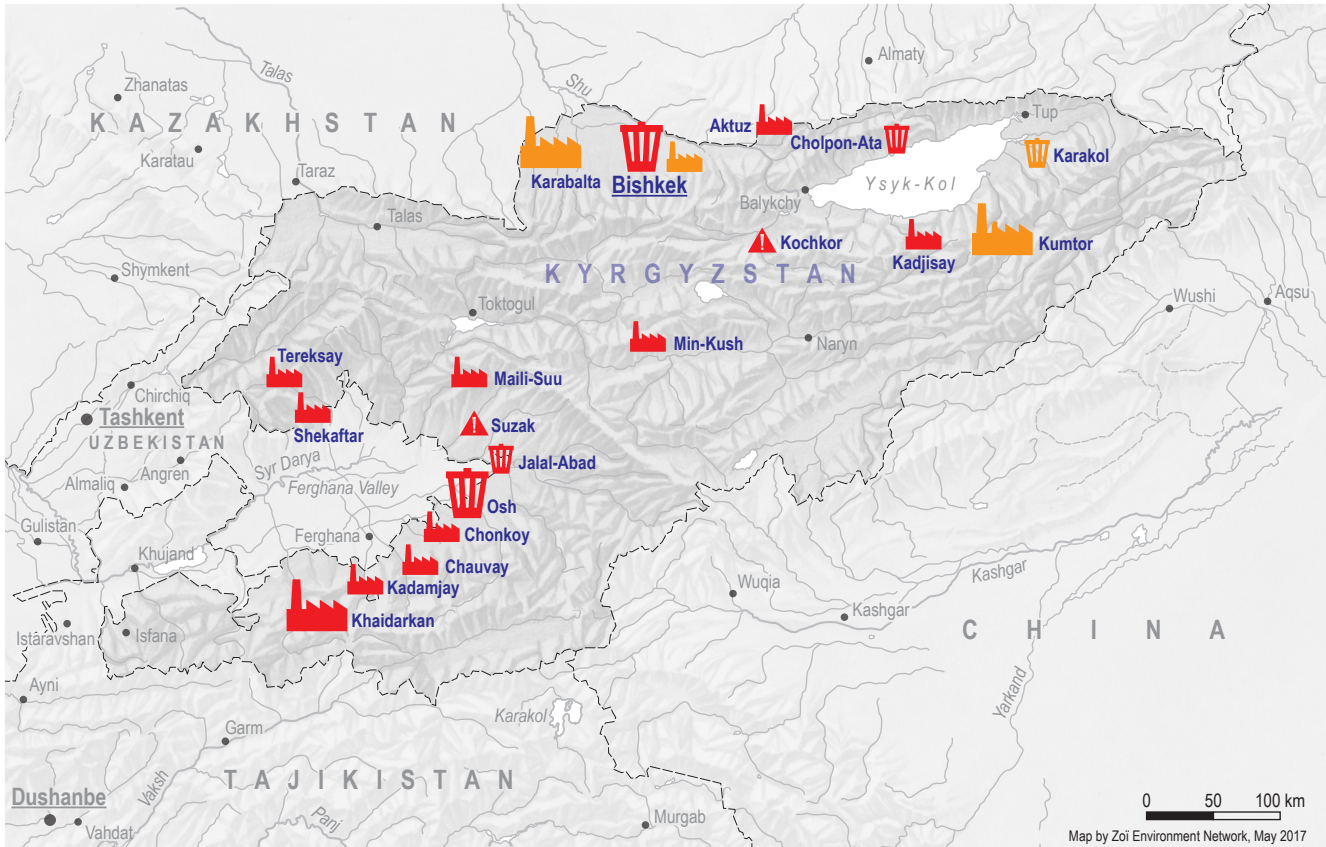 Almaty
Zhanatas
Talas
Shu
Tup
K A Z A K H S T A N
Aktuz
Cholpon-Ata
Karatau
Karakol
Taraz
Karabalta
Bishkek
Ysyk-Kol
Balykchy
Talas
Kochkor
Kadjisay
Kumtor
Shymkent
K Y R G Y Z S T A N
Wushi
Aqsu
Toktogul
Min-Kush
Naryn
Tereksay
Maili-Suu
Chirchiq
Tashkent
Shekaftar
Suzak
UZBEKISTAN
Jalal-Abad
Syr Darya
Angren
Almaliq
Ferghana Valley
Osh
Gulistan
Ferghana
Chonkoy
Khujand
Chauvay
Kashgar
Wuqia
Kadamjay
Kashgar
Khaidarkan
Istaravshan
Isfana
C H I N A
Ayni
Yarkand
Karakol
Garm
T A J I K I S T A N
Vaksh
Dushanbe
Vahdat
Panj
Murgab
0 50 100 km
Map by Zoï Environment Network, May 2017